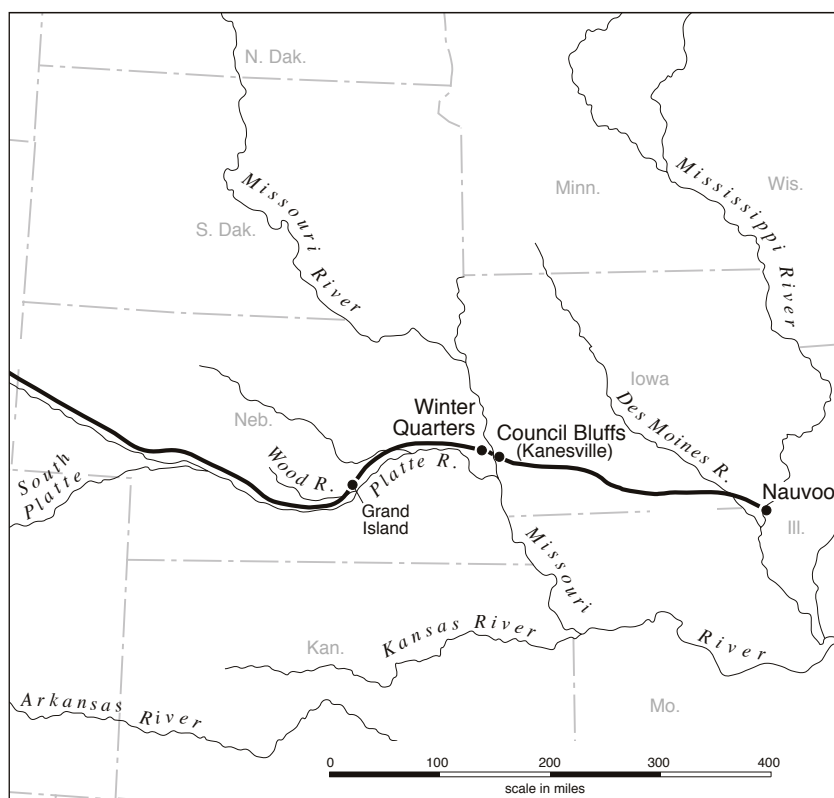 N. Dak.
Minn.
Wis.
Mississippi River
Missouri River
S. Dak.
Iowa
Des Moines R.
Neb.
Winter
Quarters
Council Bluffs
(Kanesville)
Wood R.
Platte R.
South
Platte
Grand
Island
Nauvoo
Ill.
Missouri
River
Kansas River
Kan.
Mo.
Arkansas River
0 100 200 300 400
scale in miles